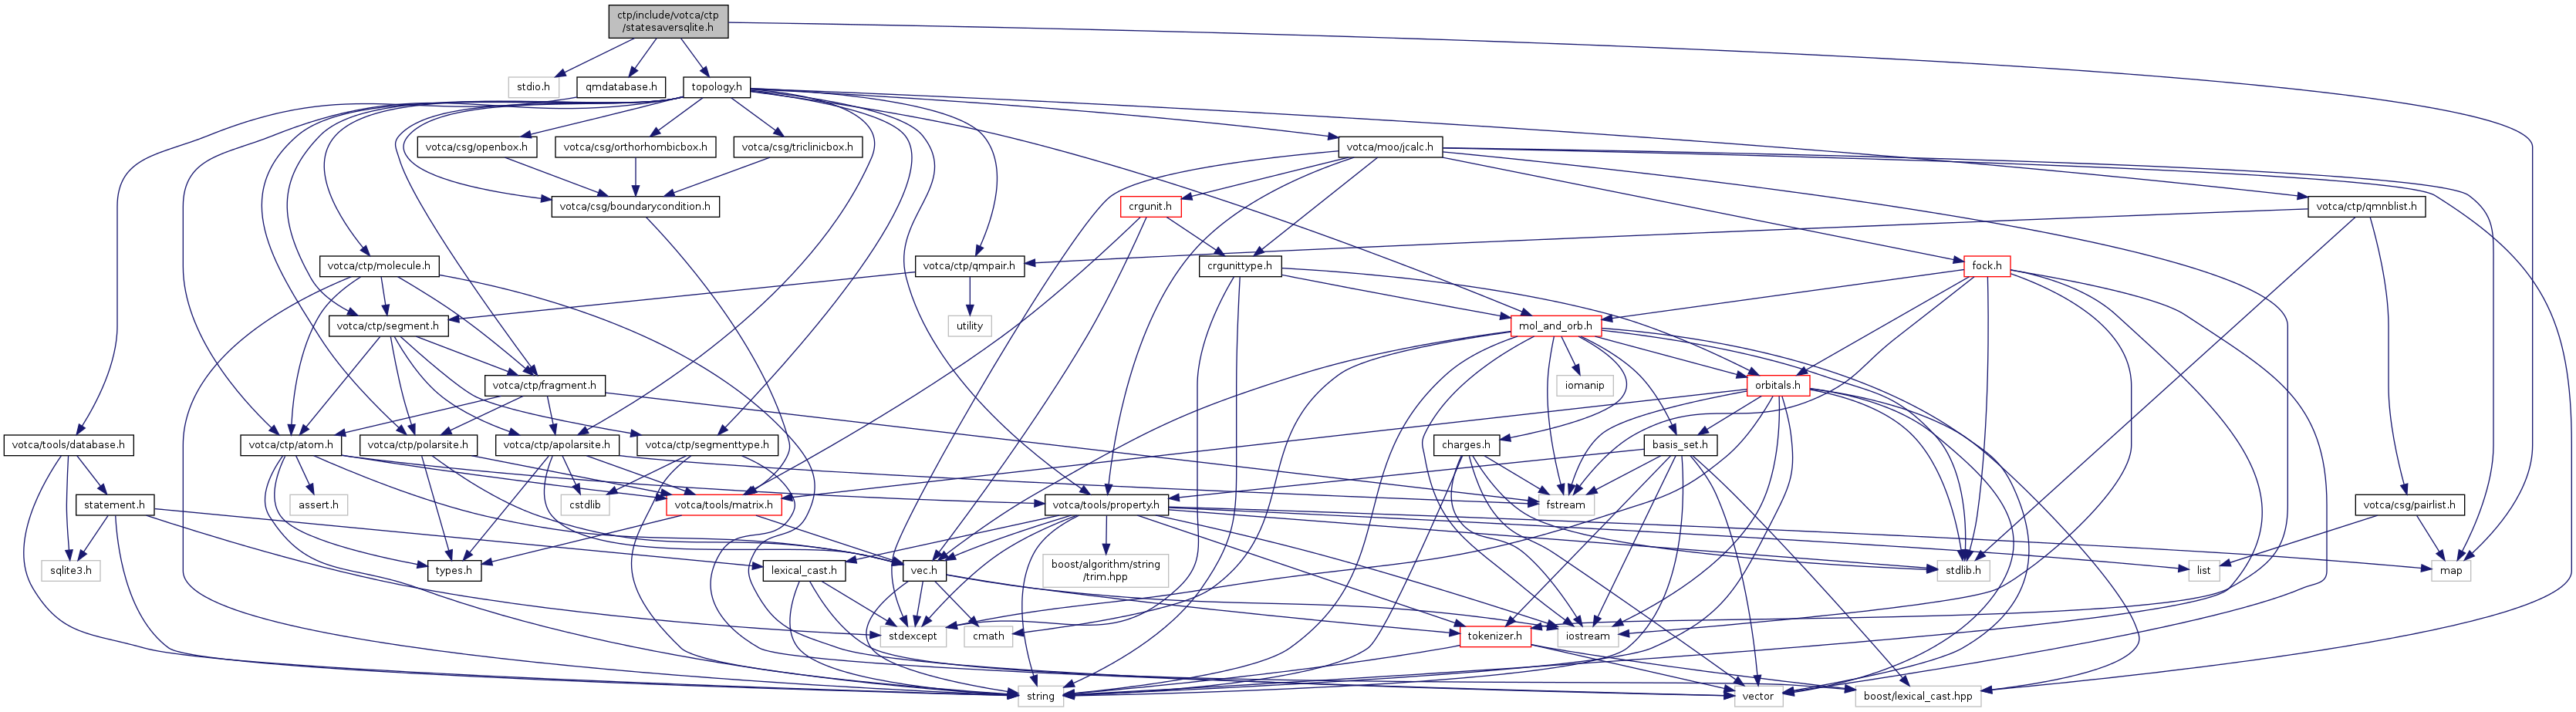 ctp/include/votca/ctp
/statesaversqlite.h
stdio.h
qmdatabase.h
topology.h
votca/csg/openbox.h
votca/csg/orthorhombicbox.h
votca/csg/triclinicbox.h
votca/moo/jcalc.h
votca/csg/boundarycondition.h
crgunit.h
votca/ctp/qmnblist.h
votca/ctp/molecule.h
votca/ctp/qmpair.h
crgunittype.h
fock.h
votca/ctp/segment.h
utility
mol_and_orb.h
votca/ctp/fragment.h
iomanip
orbitals.h
votca/tools/database.h
votca/ctp/atom.h
votca/ctp/polarsite.h
votca/ctp/apolarsite.h
votca/ctp/segmenttype.h
charges.h
basis_set.h
statement.h
assert.h
cstdlib
votca/tools/matrix.h
votca/tools/property.h
fstream
votca/csg/pairlist.h
sqlite3.h
types.h
lexical_cast.h
vec.h
boost/algorithm/string
/trim.hpp
stdlib.h
list
map
stdexcept
cmath
tokenizer.h
iostream
string
vector
boost/lexical_cast.hpp